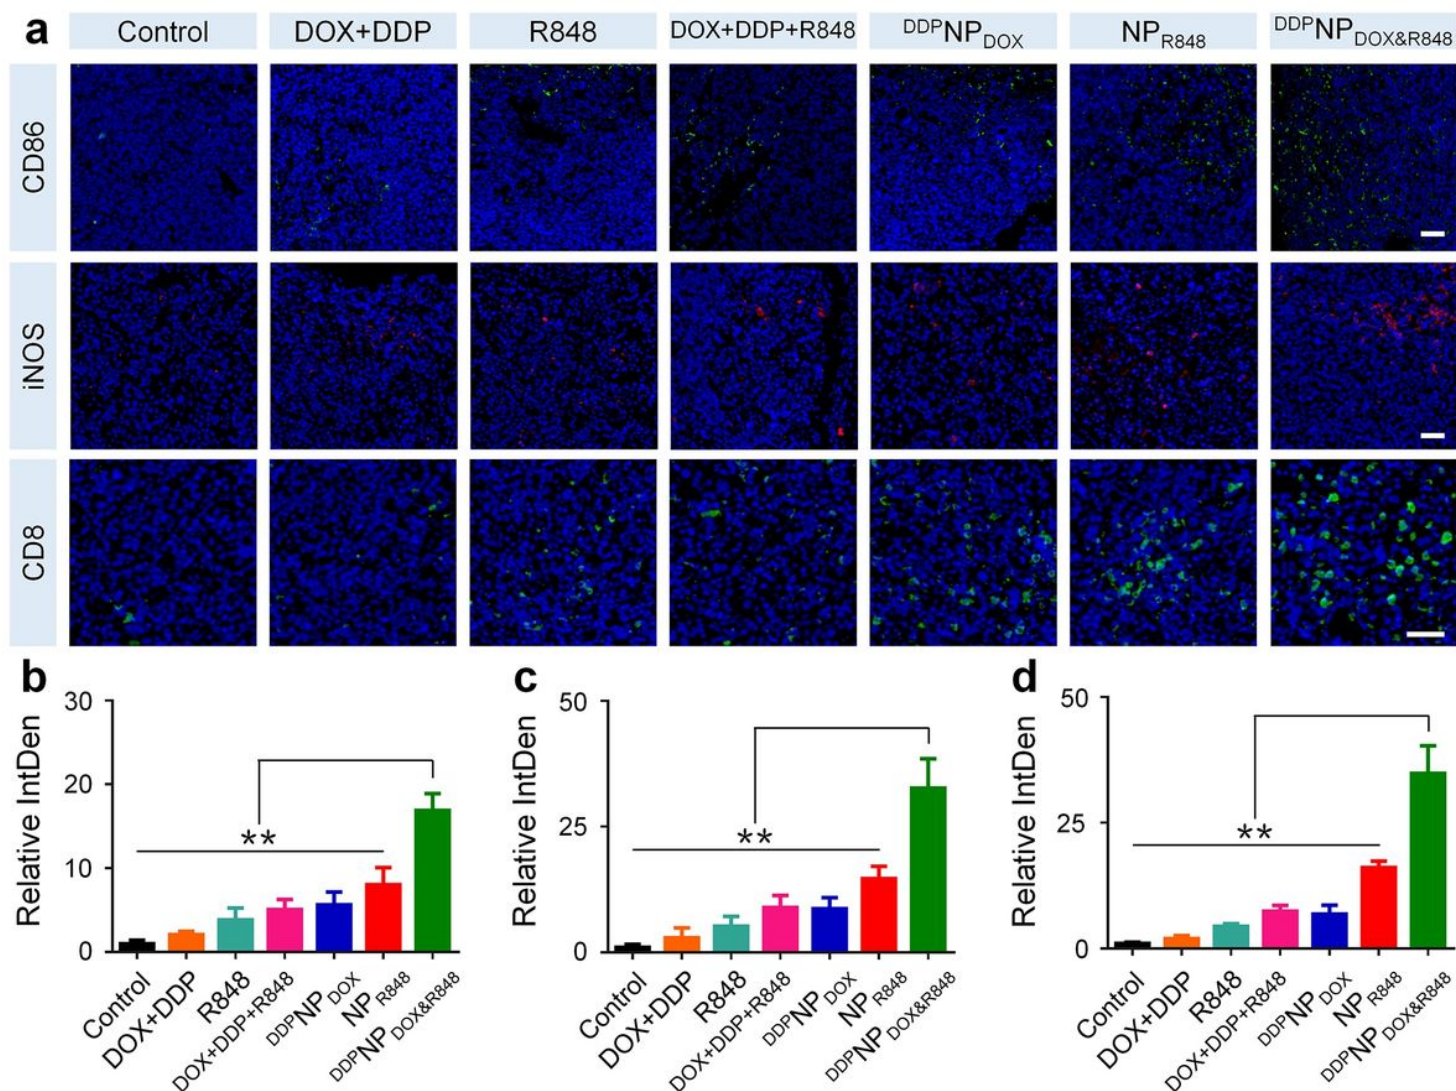 a
Control DOX+DDP R848 DOX+DDP+R848 DDPNPDOX NPR848 DDPNPDOX&R848
CD86
iNOS
CD8
b
Relative IntDen
30
20
10
0
**
Control DOX+DDP R848 DOX+DDP+R848 DDPNPDOX NPR848 DDPNPDOX&R848
c
Relative IntDen
50
25
0
**
Control DOX+DDP R848 DOX+DDP+R848 DDPNPDOX NPR848 DDPNPDOX&R848
d
Relative IntDen
50
25
0
**
Control DOX+DDP R848 DOX+DDP+R848 DDPNPDOX NPR848 DDPNPDOX&R848